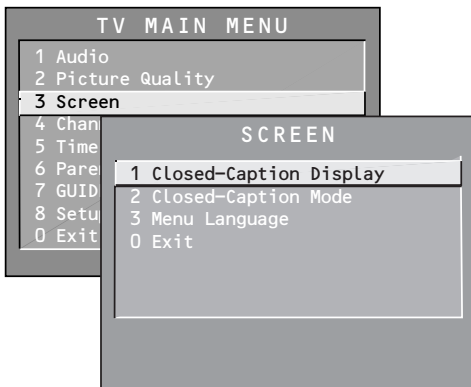 TV MAIN MENU
1 Audio
2 Picture Quality
3 Screen
4 Chan
5 Time
6 Pare
7 GUID
8 Setu
0 Exit
SCREEN
1 Closed-Caption Display
2 Closed-Caption Mode
3 Menu Language
0 Exit